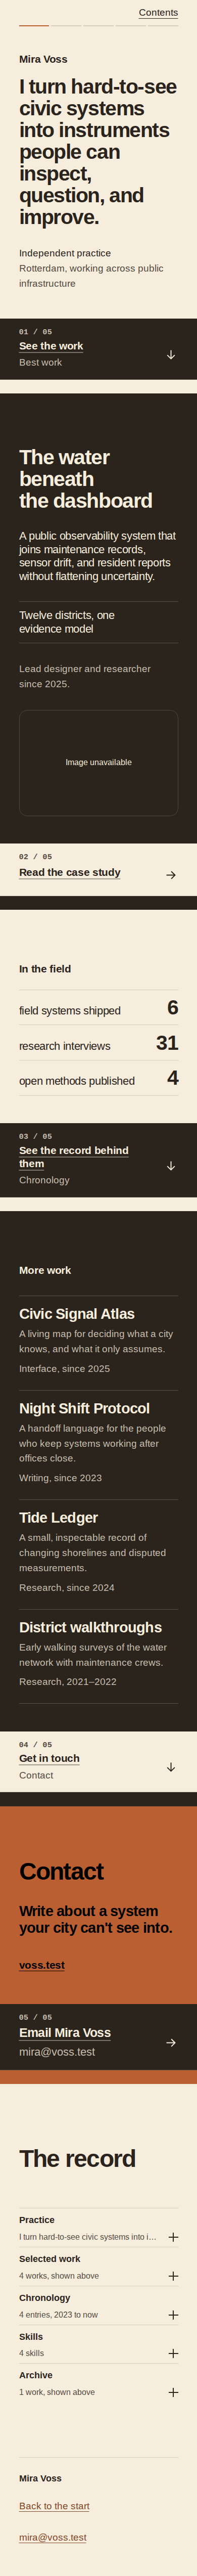 Contents
Mira Voss
I turn hard-to-see
civic systems
into instruments
people can
inspect,
question, and
improve.
Independent practice
Rotterdam, working across public
infrastructure
01 / 05
See the work
Best work
The water
beneath
the dashboard
A public observability system that
joins maintenance records,
sensor drift, and resident reports
without flattening uncertainty.
Twelve districts, one
evidence model
Lead designer and researcher
since 2025.
Image unavailable
02 / 05
Read the case study
In the field
field systems shipped 6
research interviews 31
open methods published 4
03 / 05
See the record behind
them
Chronology
More work
Civic Signal Atlas
A living map for deciding what a city
knows, and what it only assumes.
Interface, since 2025
Night Shift Protocol
A handoff language for the people
who keep systems working after
offices close.
Writing, since 2023
Tide Ledger
A small, inspectable record of
changing shorelines and disputed
measurements.
Research, since 2024
District walkthroughs
Early walking surveys of the water
network with maintenance crews.
Research, 2021–2022
04 / 05
Get in touch
Contact
Contact
Write about a system
your city can't see into.
voss.test
05 / 05
Email Mira Voss
mira@voss.test
The record
Practice
I turn hard-to-see civic systems into i…
Selected work
4 works, shown above
Chronology
4 entries, 2023 to now
Skills
4 skills
Archive
1 work, shown above
Mira Voss
Back to the start
mira@voss.test